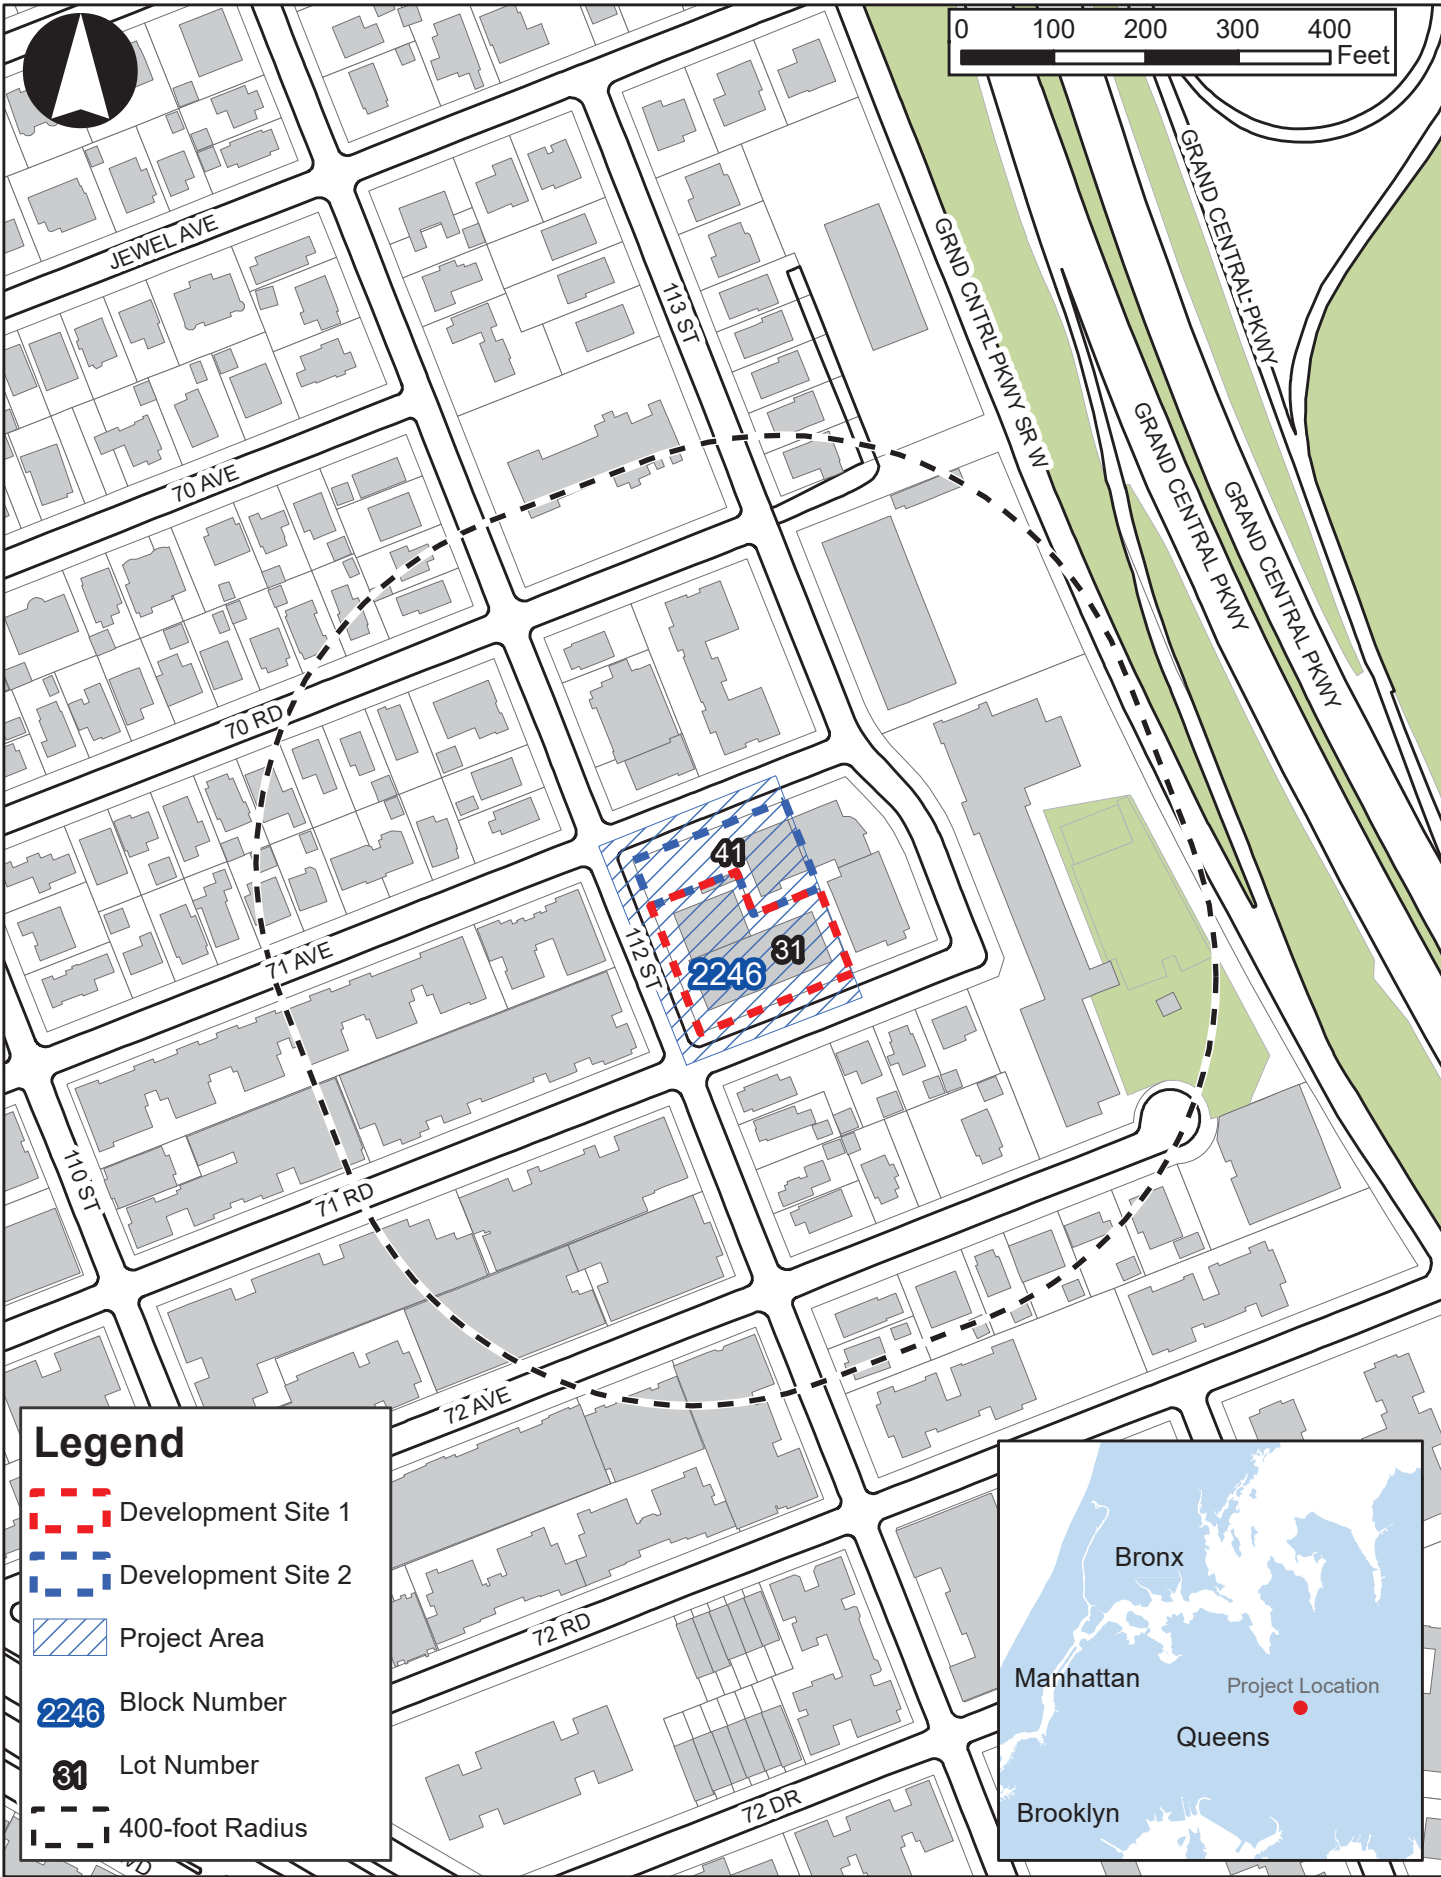 0 100 200 300 400
Feet
JEWEL AVE
113 ST
GRND CNTRL PKWY SR W
GRAND CENTRAL PKWY
GRAND CENTRAL PKWY
GRAND CENTRAL PKWY
70 AVE
70 RD
71 AVE
112 ST
41
31
2246
110 ST
71 RD
72 AVE
72 RD
72 DR
Legend
Development Site 1
Development Site 2
Project Area
2246 Block Number
31 Lot Number
400-foot Radius
Bronx
Manhattan
Project Location
Queens
Brooklyn